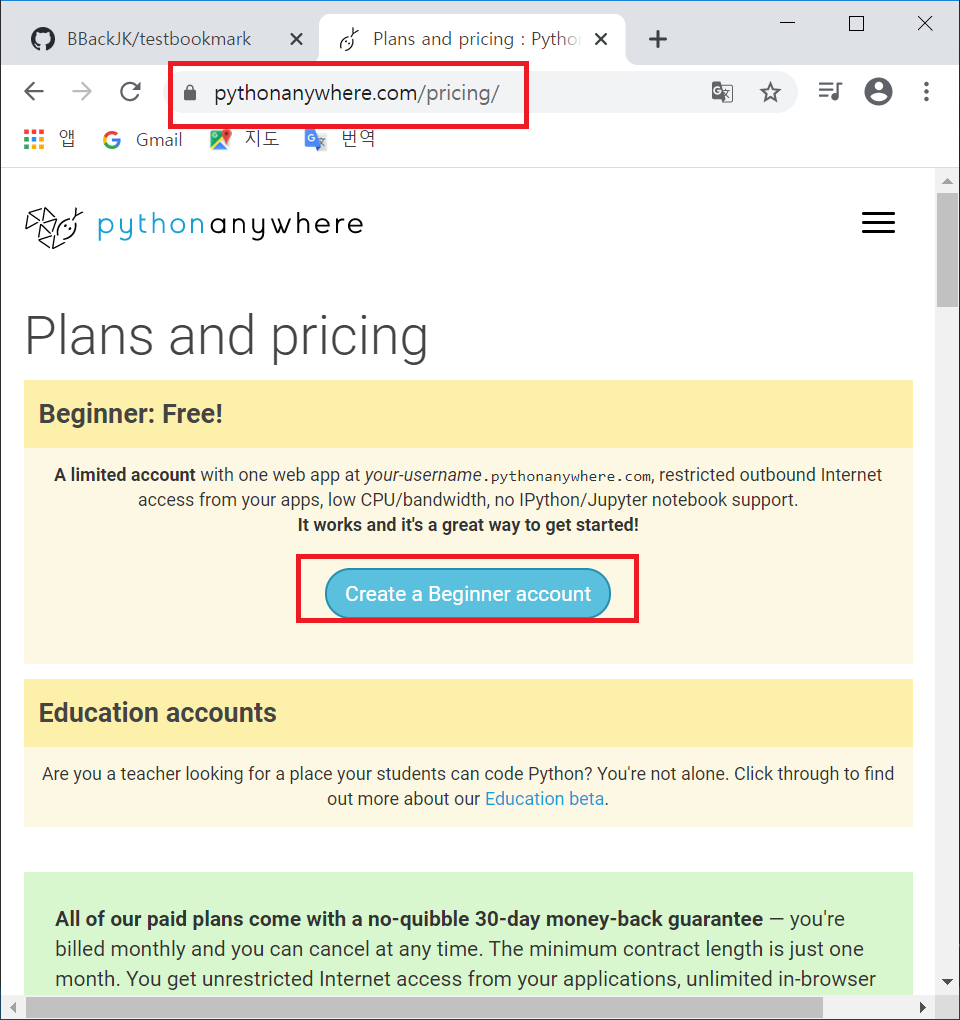 BBackJK/testbookmark
Plans and pricing : Pytho
pythonanywhere.com/pricing/
앱 Gmail 지도 번역
pythonanywhere
Plans and pricing
Beginner: Free!
A limited account with one web app at your-username.pythonanywhere.com, restricted outbound Internet
access from your apps, low CPU/bandwidth, no IPython/Jupyter notebook support.
It works and it's a great way to get started!
Create a Beginner account
Education accounts
Are you a teacher looking for a place your students can code Python? You're not alone. Click through to find
out more about our Education beta.
All of our paid plans come with a no-quibble 30-day money-back guarantee — you're
billed monthly and you can cancel at any time. The minimum contract length is just one
month. You get unrestricted Internet access from your applications, unlimited in-browser